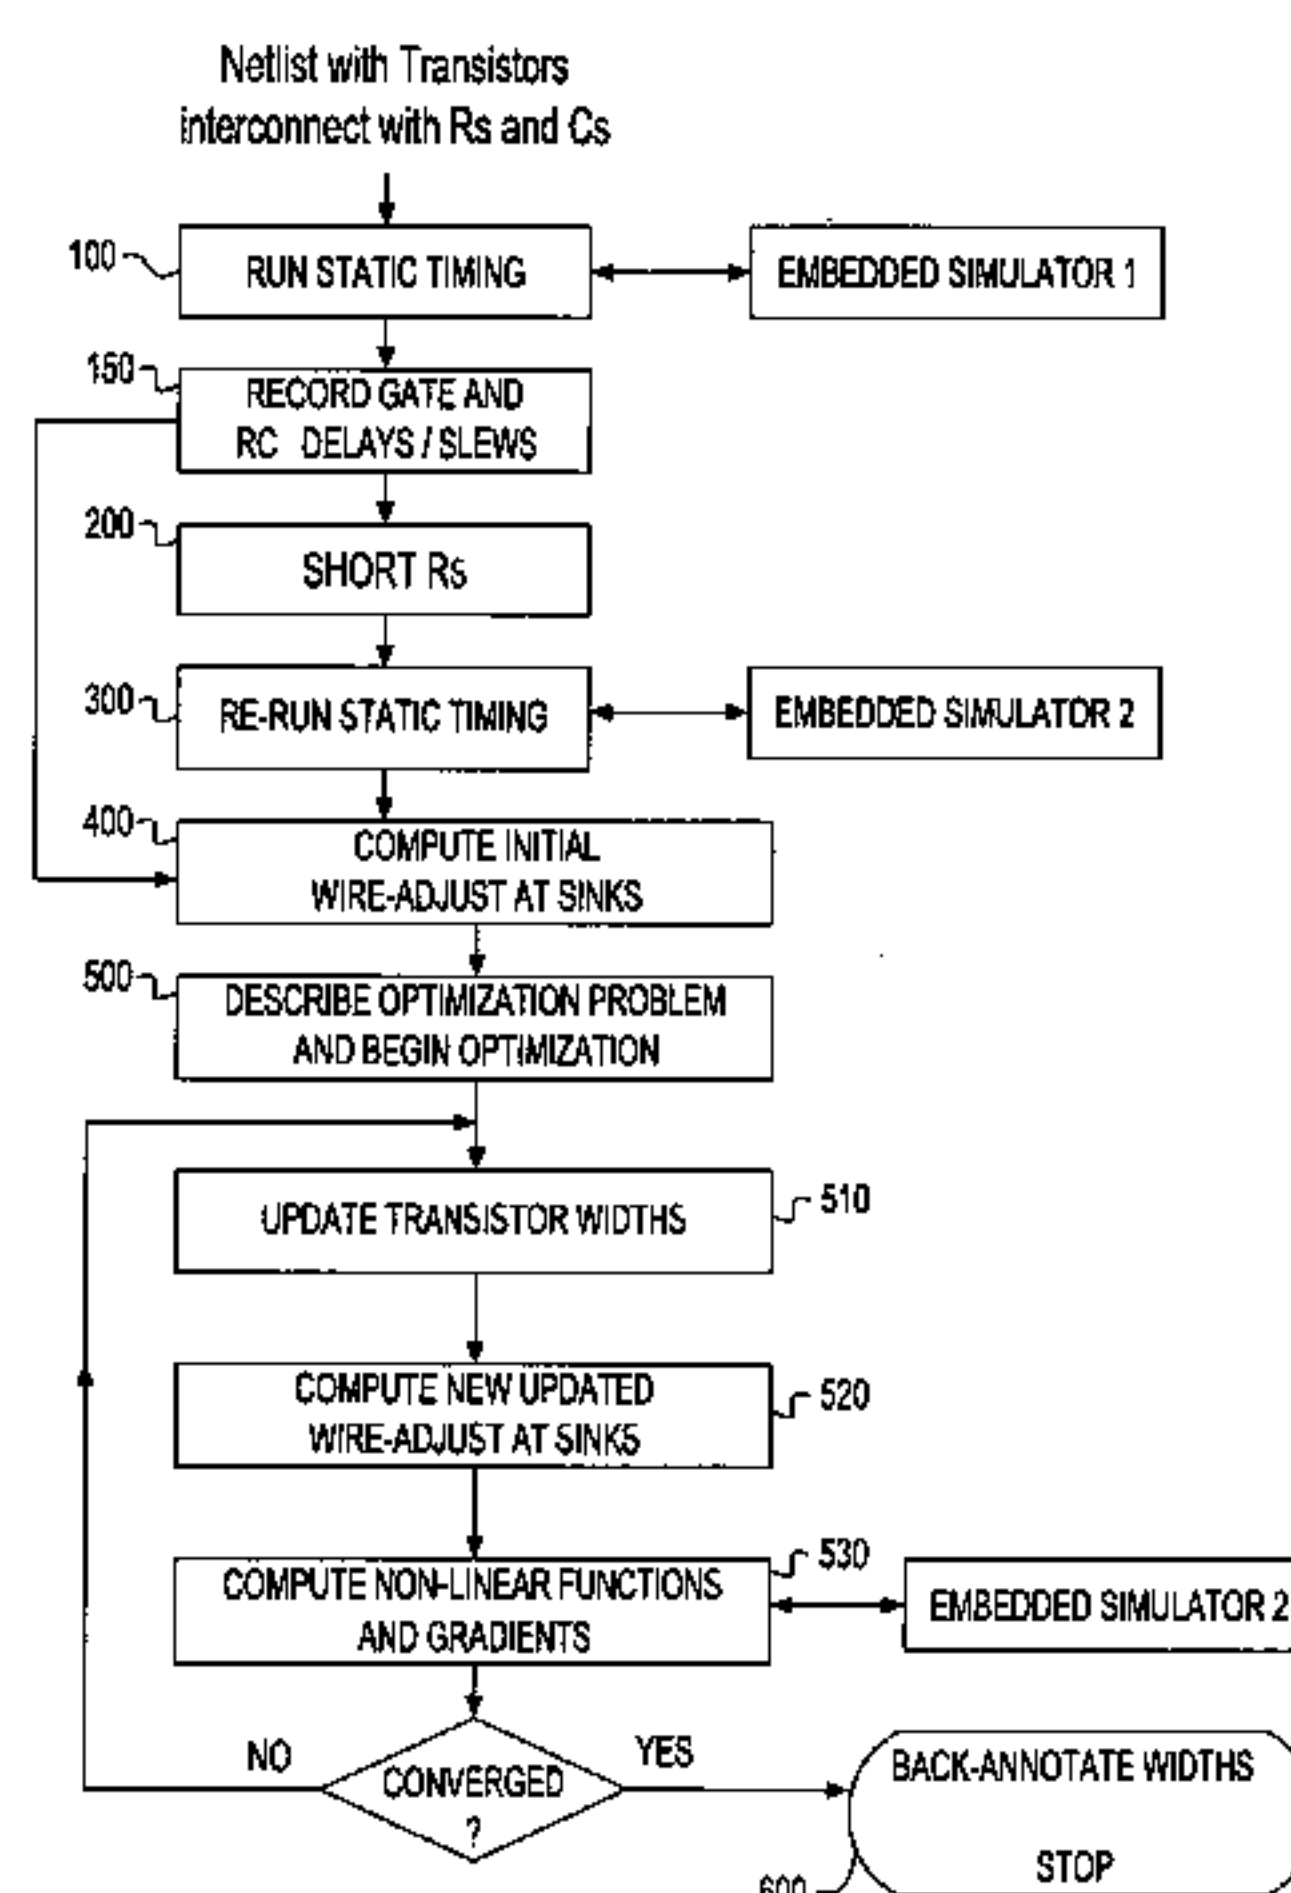 Netlist with Transistors
interconnect with Rs and Cs
100
RUN STATIC TIMING
EMBEDDED SIMULATOR 1
150
RECORD GATE AND
RC DELAYS / SLEWS
200
SHORT Rs
300
RE-RUN STATIC TIMING
EMBEDDED SIMULATOR 2
400
COMPUTE INITIAL
WIRE-ADJUST AT SINKS
500
DESCRIBE OPTIMIZATION PROBLEM
AND BEGIN OPTIMIZATION
UPDATE TRANSISTOR WIDTHS
510
COMPUTE NEW UPDATED
WIRE-ADJUST AT SINKS
520
COMPUTE NON-LINEAR FUNCTIONS
AND GRADIENTS
530
EMBEDDED SIMULATOR 2
NO
CONVERGED
?
YES
BACK-ANNOTATE WIDTHS
STOP
600